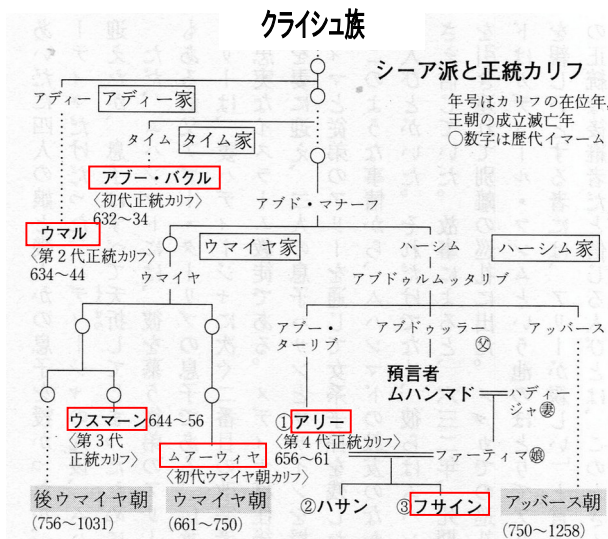 クライシュ族
シーア派と正統カリフ
年号はカリフの在位年,
王朝の成立滅亡年
○数字は歴代イマーム
アディー
アディー家
タイム
タイム家
アブー・バクル
〈初代正統カリフ〉
632〜34
アブド・マナーフ
ウマル
〈第2代正統カリフ〉
634〜44
ウマイヤ家
ハーシム
ハーシム家
ウマイヤ
アブドゥルムッタリブ
アブー・
ターリブ
アブドゥッラー
父
アッバース
預言者
ムハンマド
ハディー
ジャ妻
ウスマーン 644〜56
〈第3代
正統カリフ〉
ムアーウィヤ
〈初代ウマイヤ朝カリフ〉
①アリー
〈第4代正統カリフ〉
656〜61
ファーティマ娘
②ハサン
③フサイン
後ウマイヤ朝
(756〜1031)
ウマイヤ朝
(661〜750)
アッバース朝
(750〜1258)